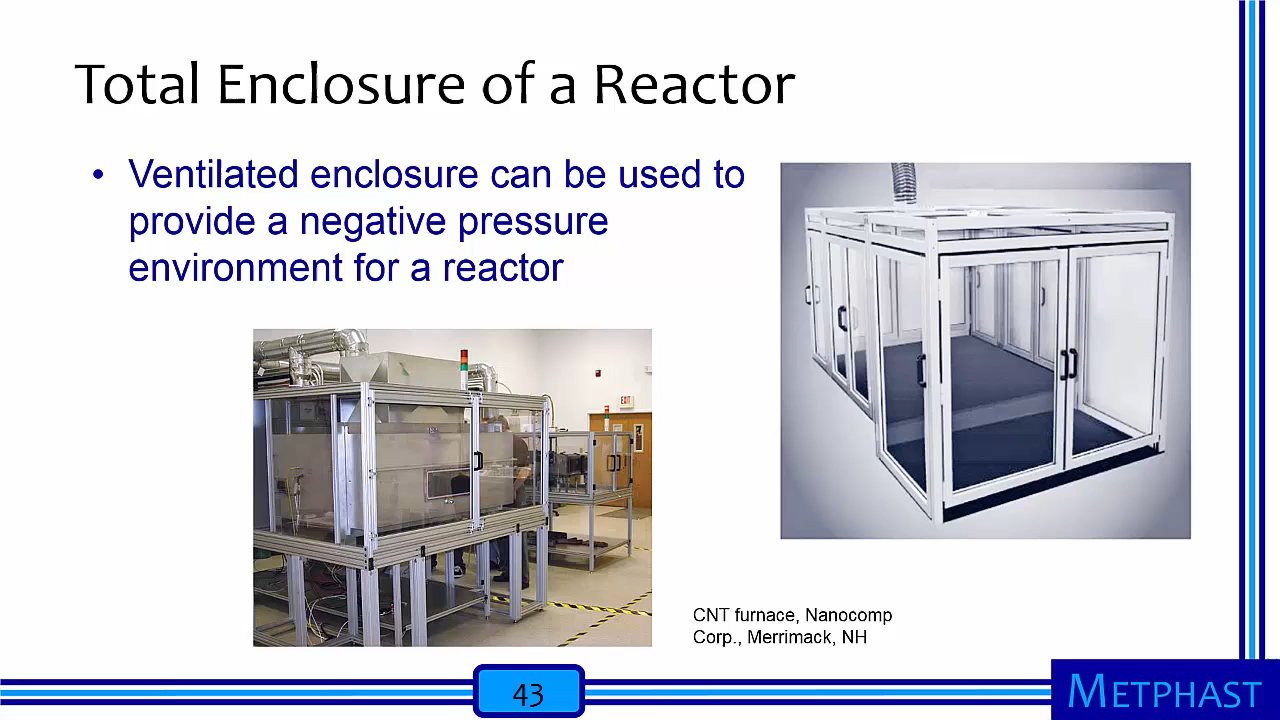 Total Enclosure of a Reactor
• Ventilated enclosure can be used to
provide a negative pressure
environment for a reactor
EXIT
CNT furnace, Nanocomp
Corp., Merrimack, NH
43
METPHAST